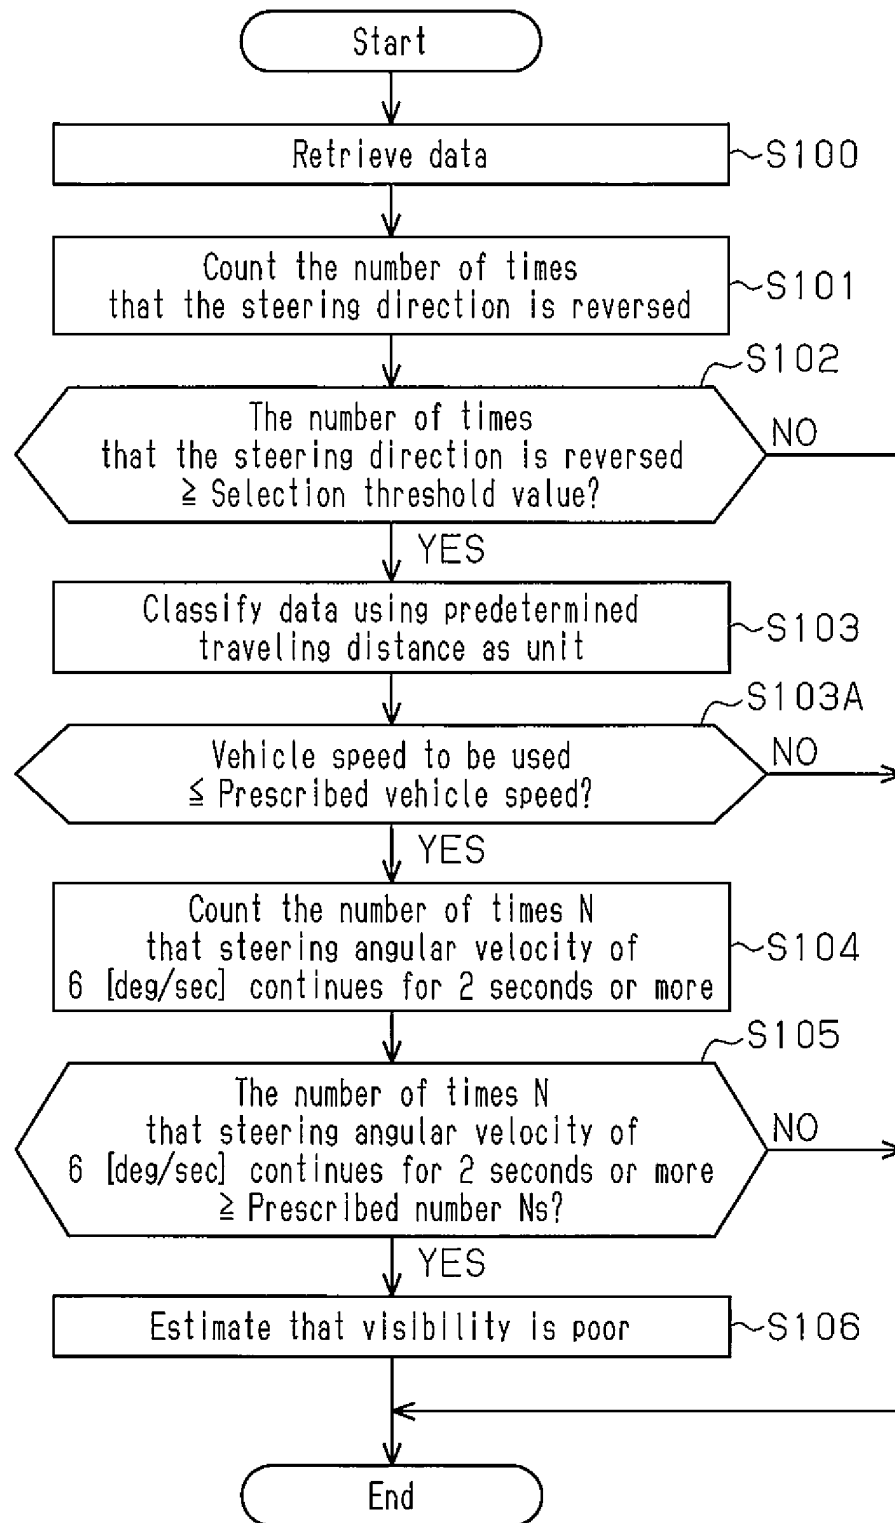 Start
Retrieve data
S100
Count the number of times
that the steering direction is reversed
S101
S102
The number of times
that the steering direction is reversed
≧ Selection threshold value?
NO
YES
Classify data using predetermined
traveling distance as unit
S103
S103A
Vehicle speed to be used
≦ Prescribed vehicle speed?
NO
YES
Count the number of times N
that steering angular velocity of
6 [deg/sec] continues for 2 seconds or more
S104
S105
The number of times N
that steering angular velocity of
6 [deg/sec] continues for 2 seconds or more
≧ Prescribed number Ns?
NO
YES
Estimate that visibility is poor
S106
End